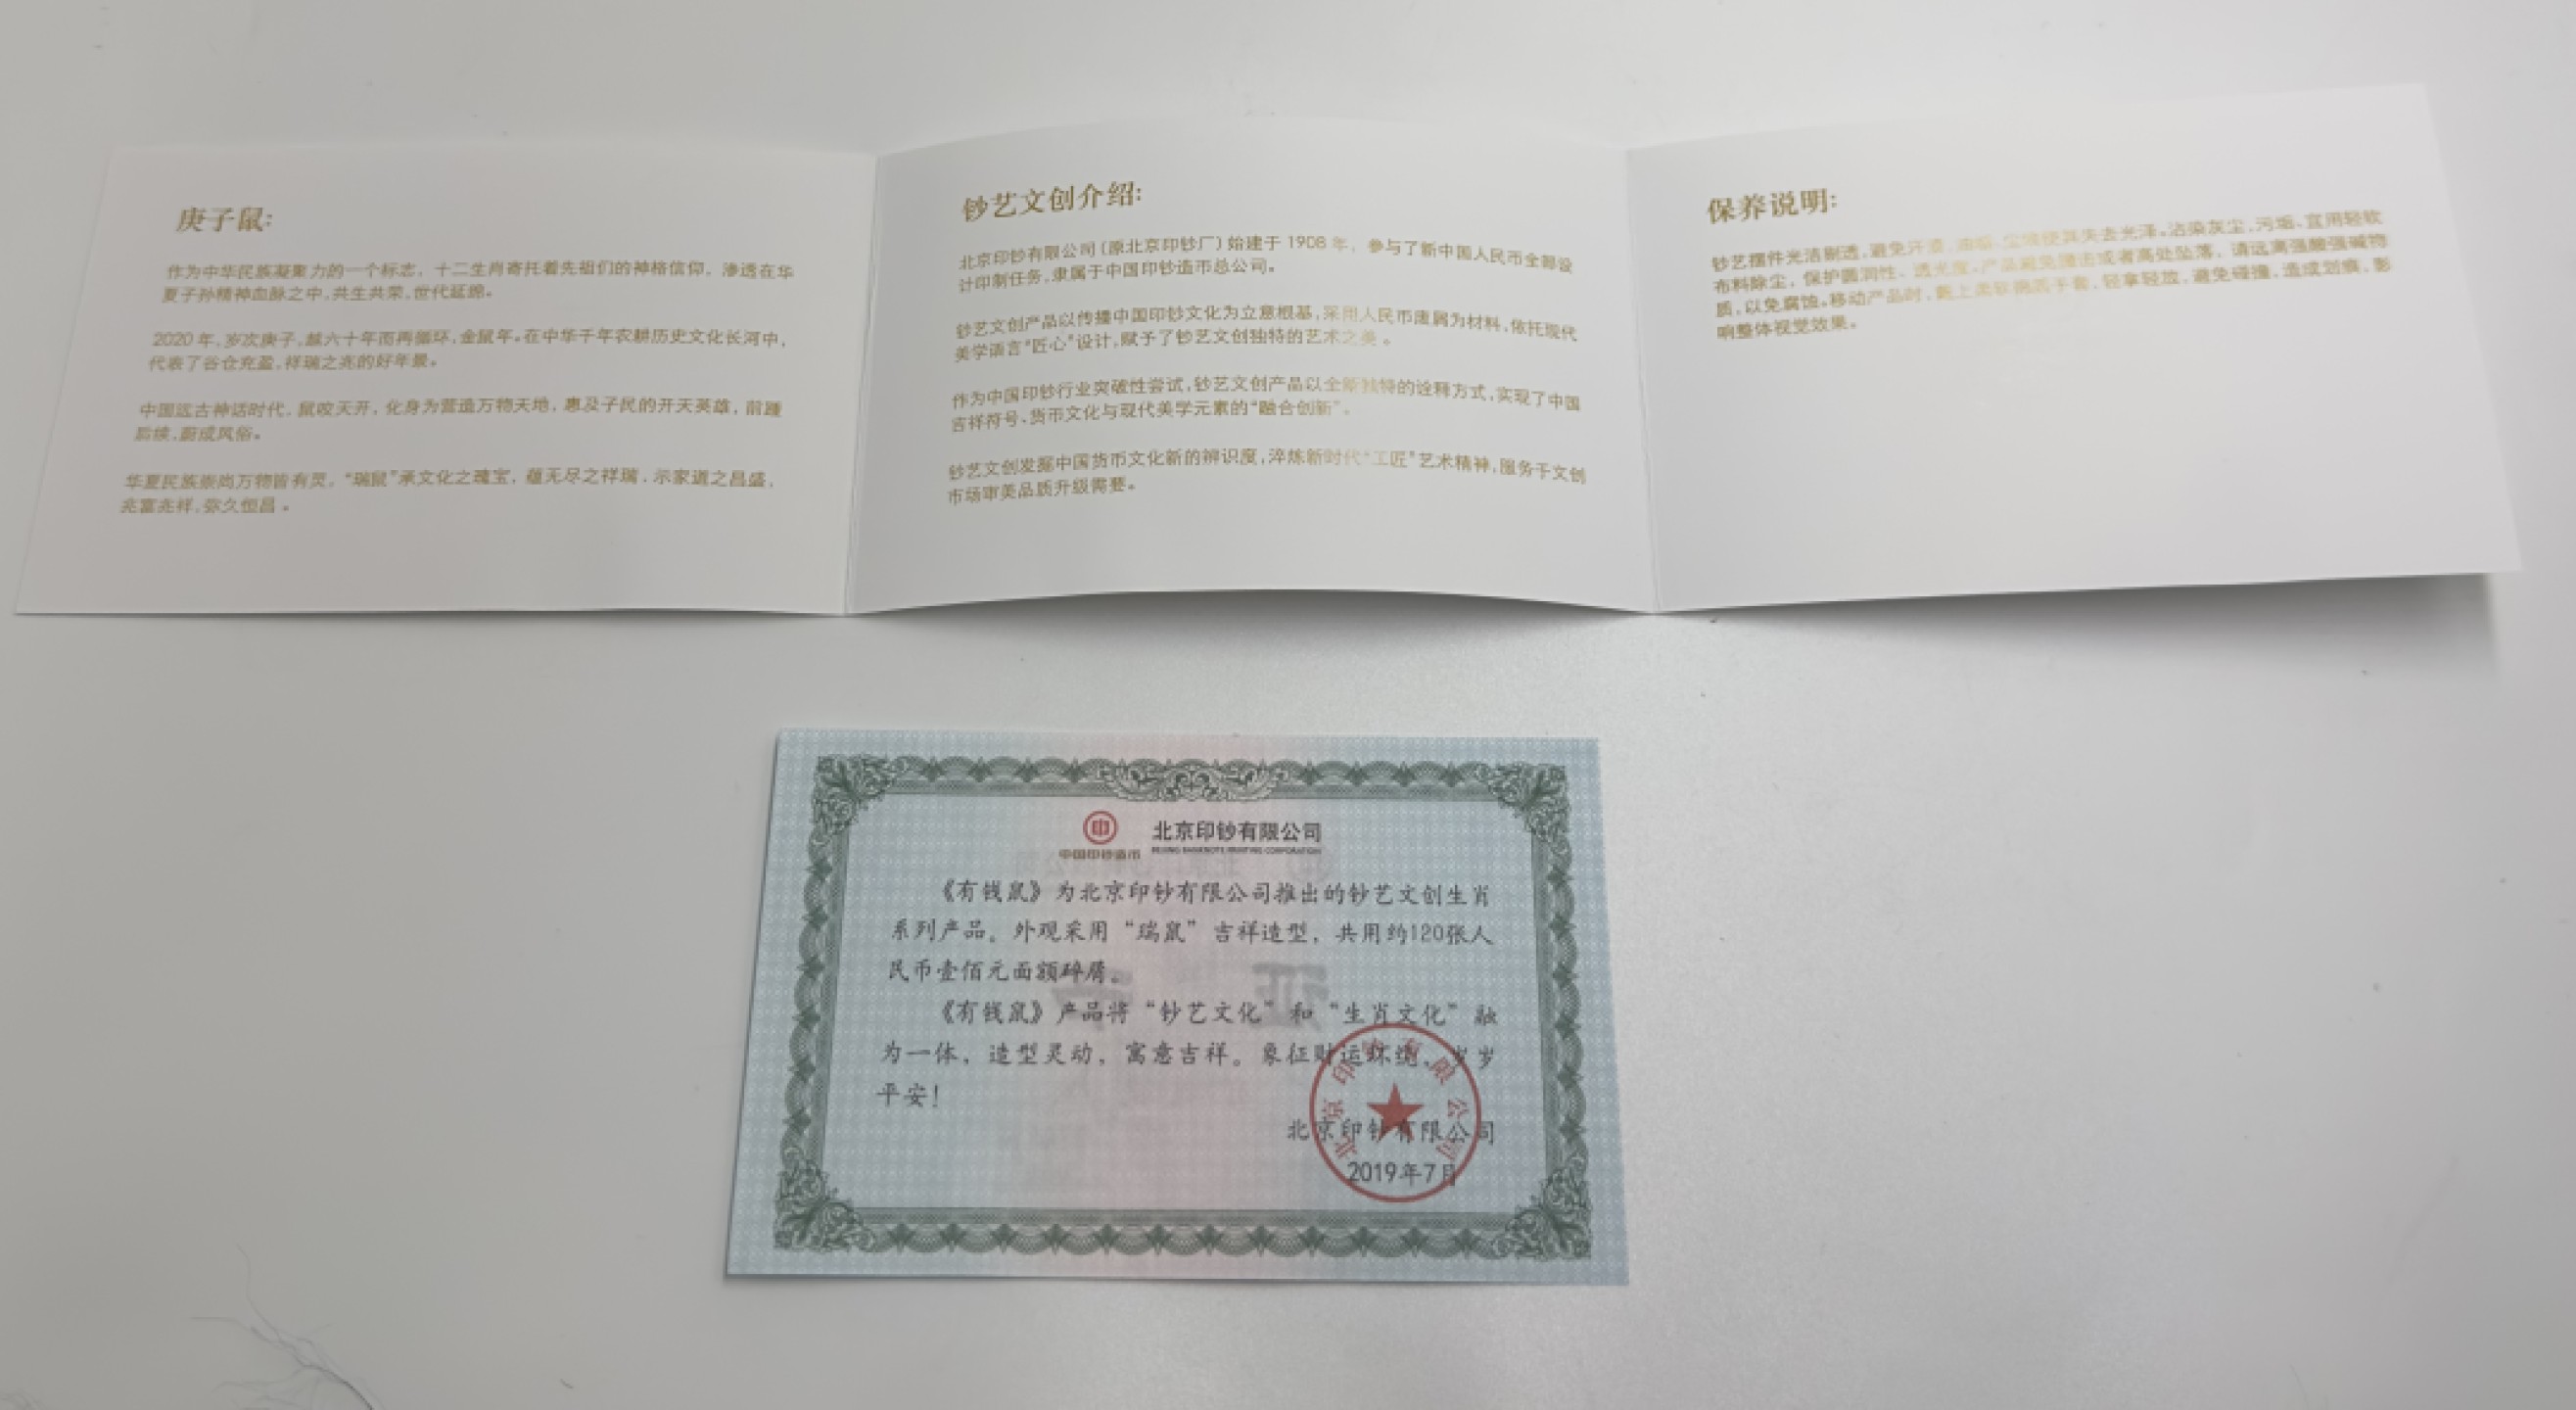 庚子鼠:
作为中华民族凝聚力的一个标志，十二生肖寄托着先祖们的神格信仰，渗透在华
夏子孙精神血脉之中,共生共荣,世代延绵。
2020年,岁次庚子,越六十年而再循环,金鼠年。在中华千年农耕历史文化长河中,
代表了谷仓充盈,祥瑞之兆的好年景。
中国远古神话时代，鼠咬天开，化身为营造万物天地，惠及子民的开天英雄，前踵
后续,蔚成风俗。
华夏民族崇尚万物皆有灵，“瑞鼠”承文化之瑰宝，蕴无尽之祥瑞，示家道之昌盛，
兆富兆祥,弥久恒昌。
钞艺文创介绍:
北京印钞有限公司（原北京印钞厂）始建于1908年，参与了新中国人民币全部设
计印制任务,隶属于中国印钞造币总公司。
钞艺文创产品以传播中国印钞文化为立意根基,采用人民币废屑为材料,依托现代
美学语言“匠心”设计,赋予了钞艺文创独特的艺术之美。
作为中国印钞行业突破性尝试,钞艺文创产品以全新独特的诠释方式,实现了中国
吉祥符号、货币文化与现代美学元素的“融合创新”。
钞艺文创发掘中国货币文化新的辨识度,淬炼新时代“工匠”艺术精神,服务于文创
市场审美品质升级需要。
保养说明:
钞艺摆件光洁剔透,避免汗渍,油垢,尘埃使其失去光泽。沾染灰尘,污垢,宜用轻软
布料除尘，保护圆润性、透光度。产品避免撞击或者高处坠落，请远离强酸强碱物
质,以免腐蚀。移动产品时,戴上柔软手套，轻拿轻放，避免碰撞，造成划痕,影
响整体视觉效果。
中国印钞造币
北京印钞有限公司
BEIJING BANKNOTE PRINTING CORPORATION
《有钱鼠》为北京印钞有限公司推出的钞艺文创生肖
系列产品。外观采用“瑞鼠”吉祥造型，共用约120张人
民币壹佰元面额碎屑。
《有钱鼠》产品将“钞艺文化”和“生肖文化”融
为一体，造型灵动，寓意吉祥。象征财运环绕、岁岁
平安！
北京印钞有限公司
2019年7月
北京印钞有限公司